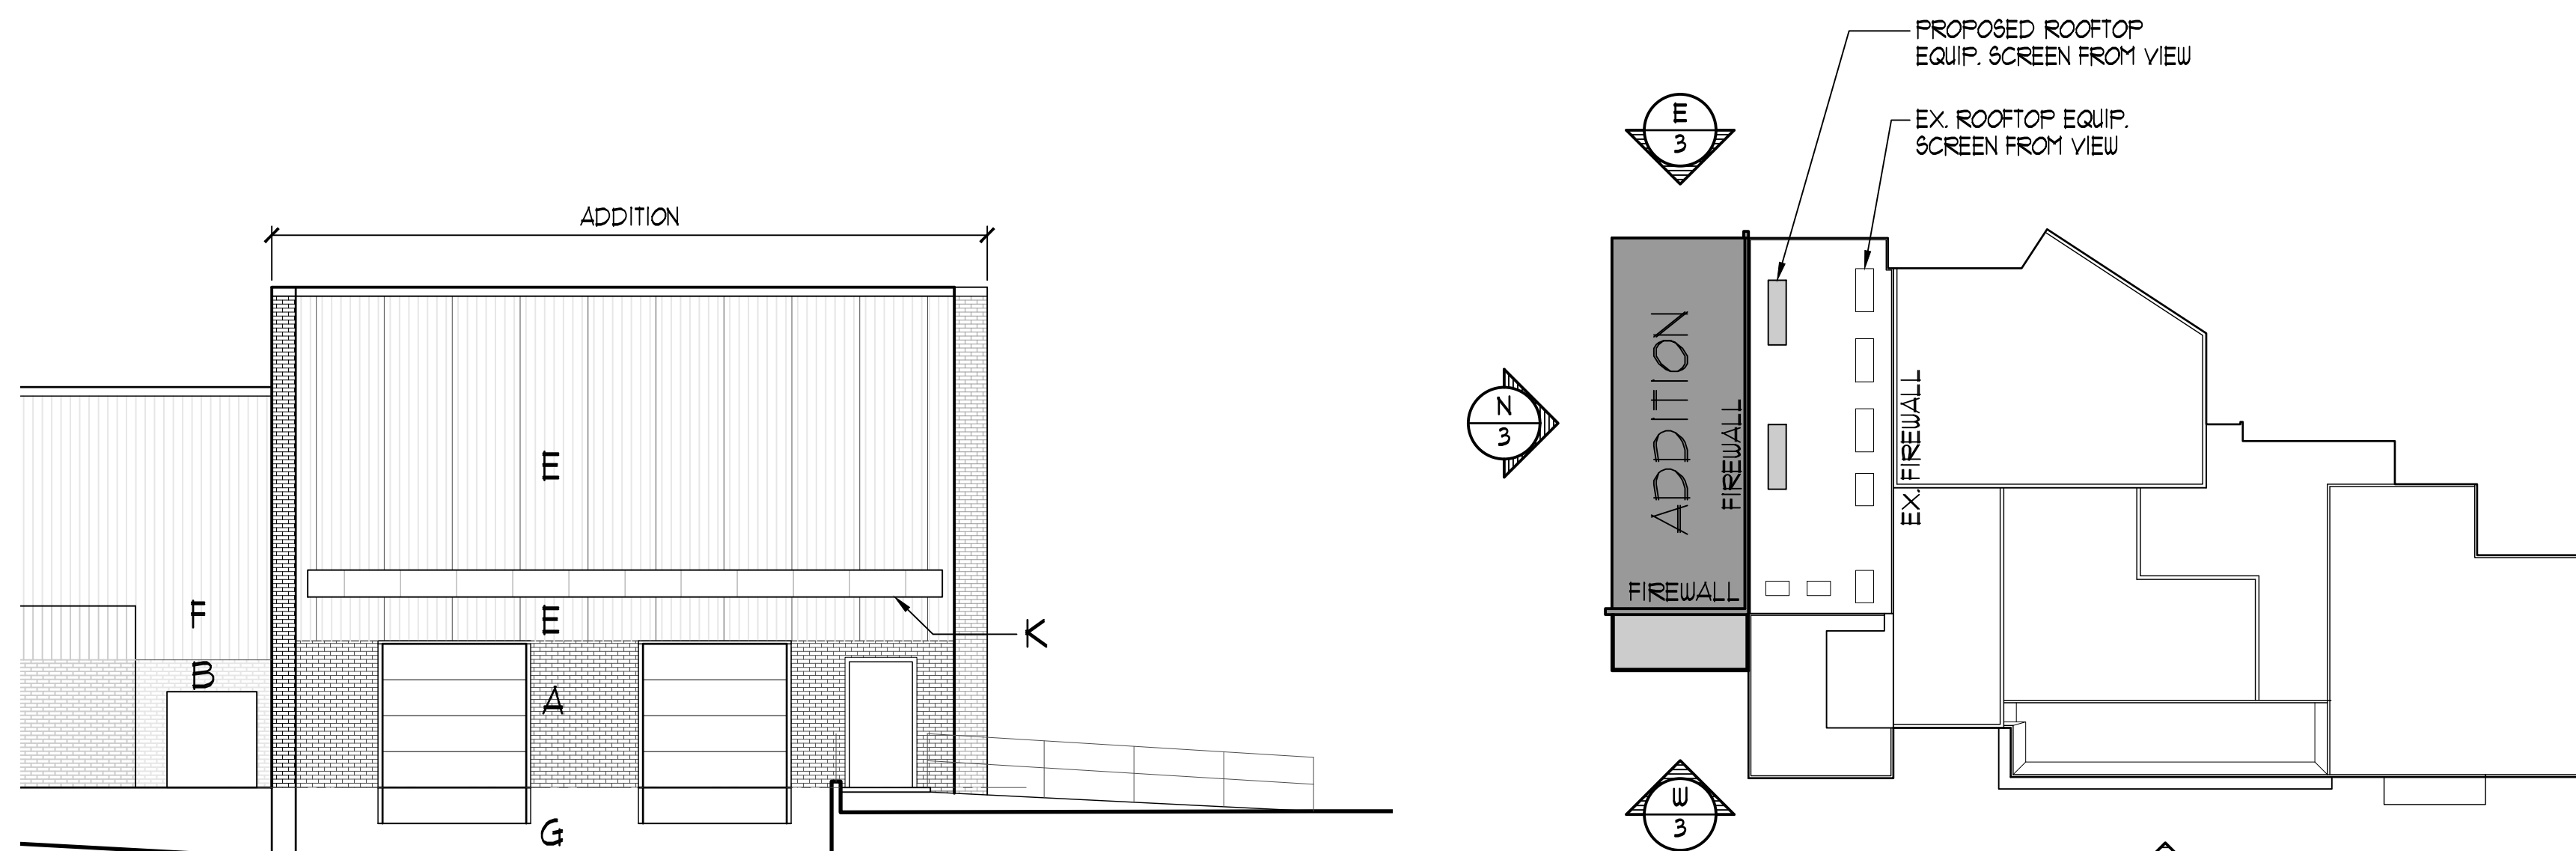 ADDITION
E
F
E
K
B
A
G
PROPOSED ROOFTOP
EQUIP. SCREEN FROM VIEW
EX. ROOFTOP EQUIP.
SCREEN FROM VIEW
E
3
N
3
ADDITION
FIREWALL
EX. FIREWALL
FIREWALL
W
3